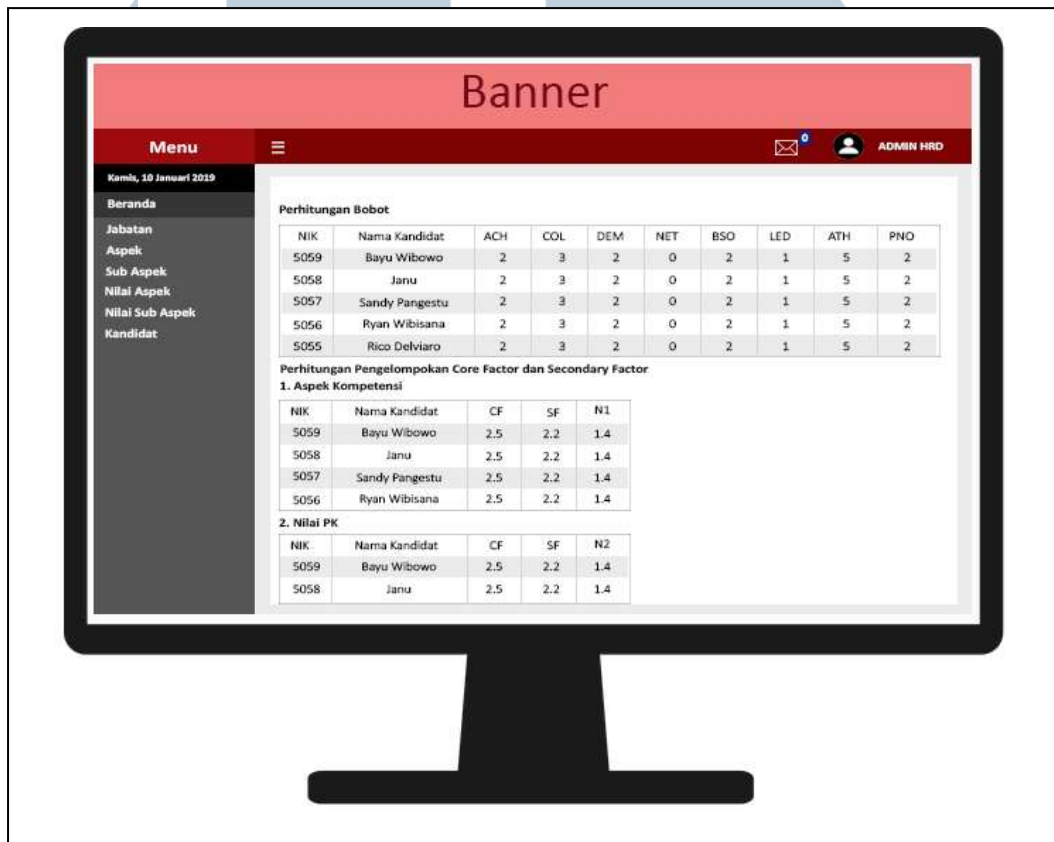 Banner
Menu
0
ADMIN HRD
Kamis, 10 Januari 2019
Beranda
Jabatan
Aspek
Sub Aspek
Nilai Aspek
Nilai Sub Aspek
Kandidat
Perhitungan Bobot
NIK Nama Kandidat ACH COL DEM NET BSO LED ATH PNO
5059 Bayu Wibowo 2 3 2 0 2 1 5 2
5058 Janu 2 3 2 0 2 1 5 2
5057 Sandy Pangestu 2 3 2 0 2 1 5 2
5056 Ryan Wibisana 2 3 2 0 2 1 5 2
5055 Rico Delviaro 2 3 2 0 2 1 5 2
Perhitungan Pengelompokan Core Factor dan Secondary Factor
1. Aspek Kompetensi
NIK Nama Kandidat CF SF N1
5059 Bayu Wibowo 2.5 2.2 1.4
5058 Janu 2.5 2.2 1.4
5057 Sandy Pangestu 2.5 2.2 1.4
5056 Ryan Wibisana 2.5 2.2 1.4
2. Nilai PK
NIK Nama Kandidat CF SF N2
5059 Bayu Wibowo 2.5 2.2 1.4
5058 Janu 2.5 2.2 1.4